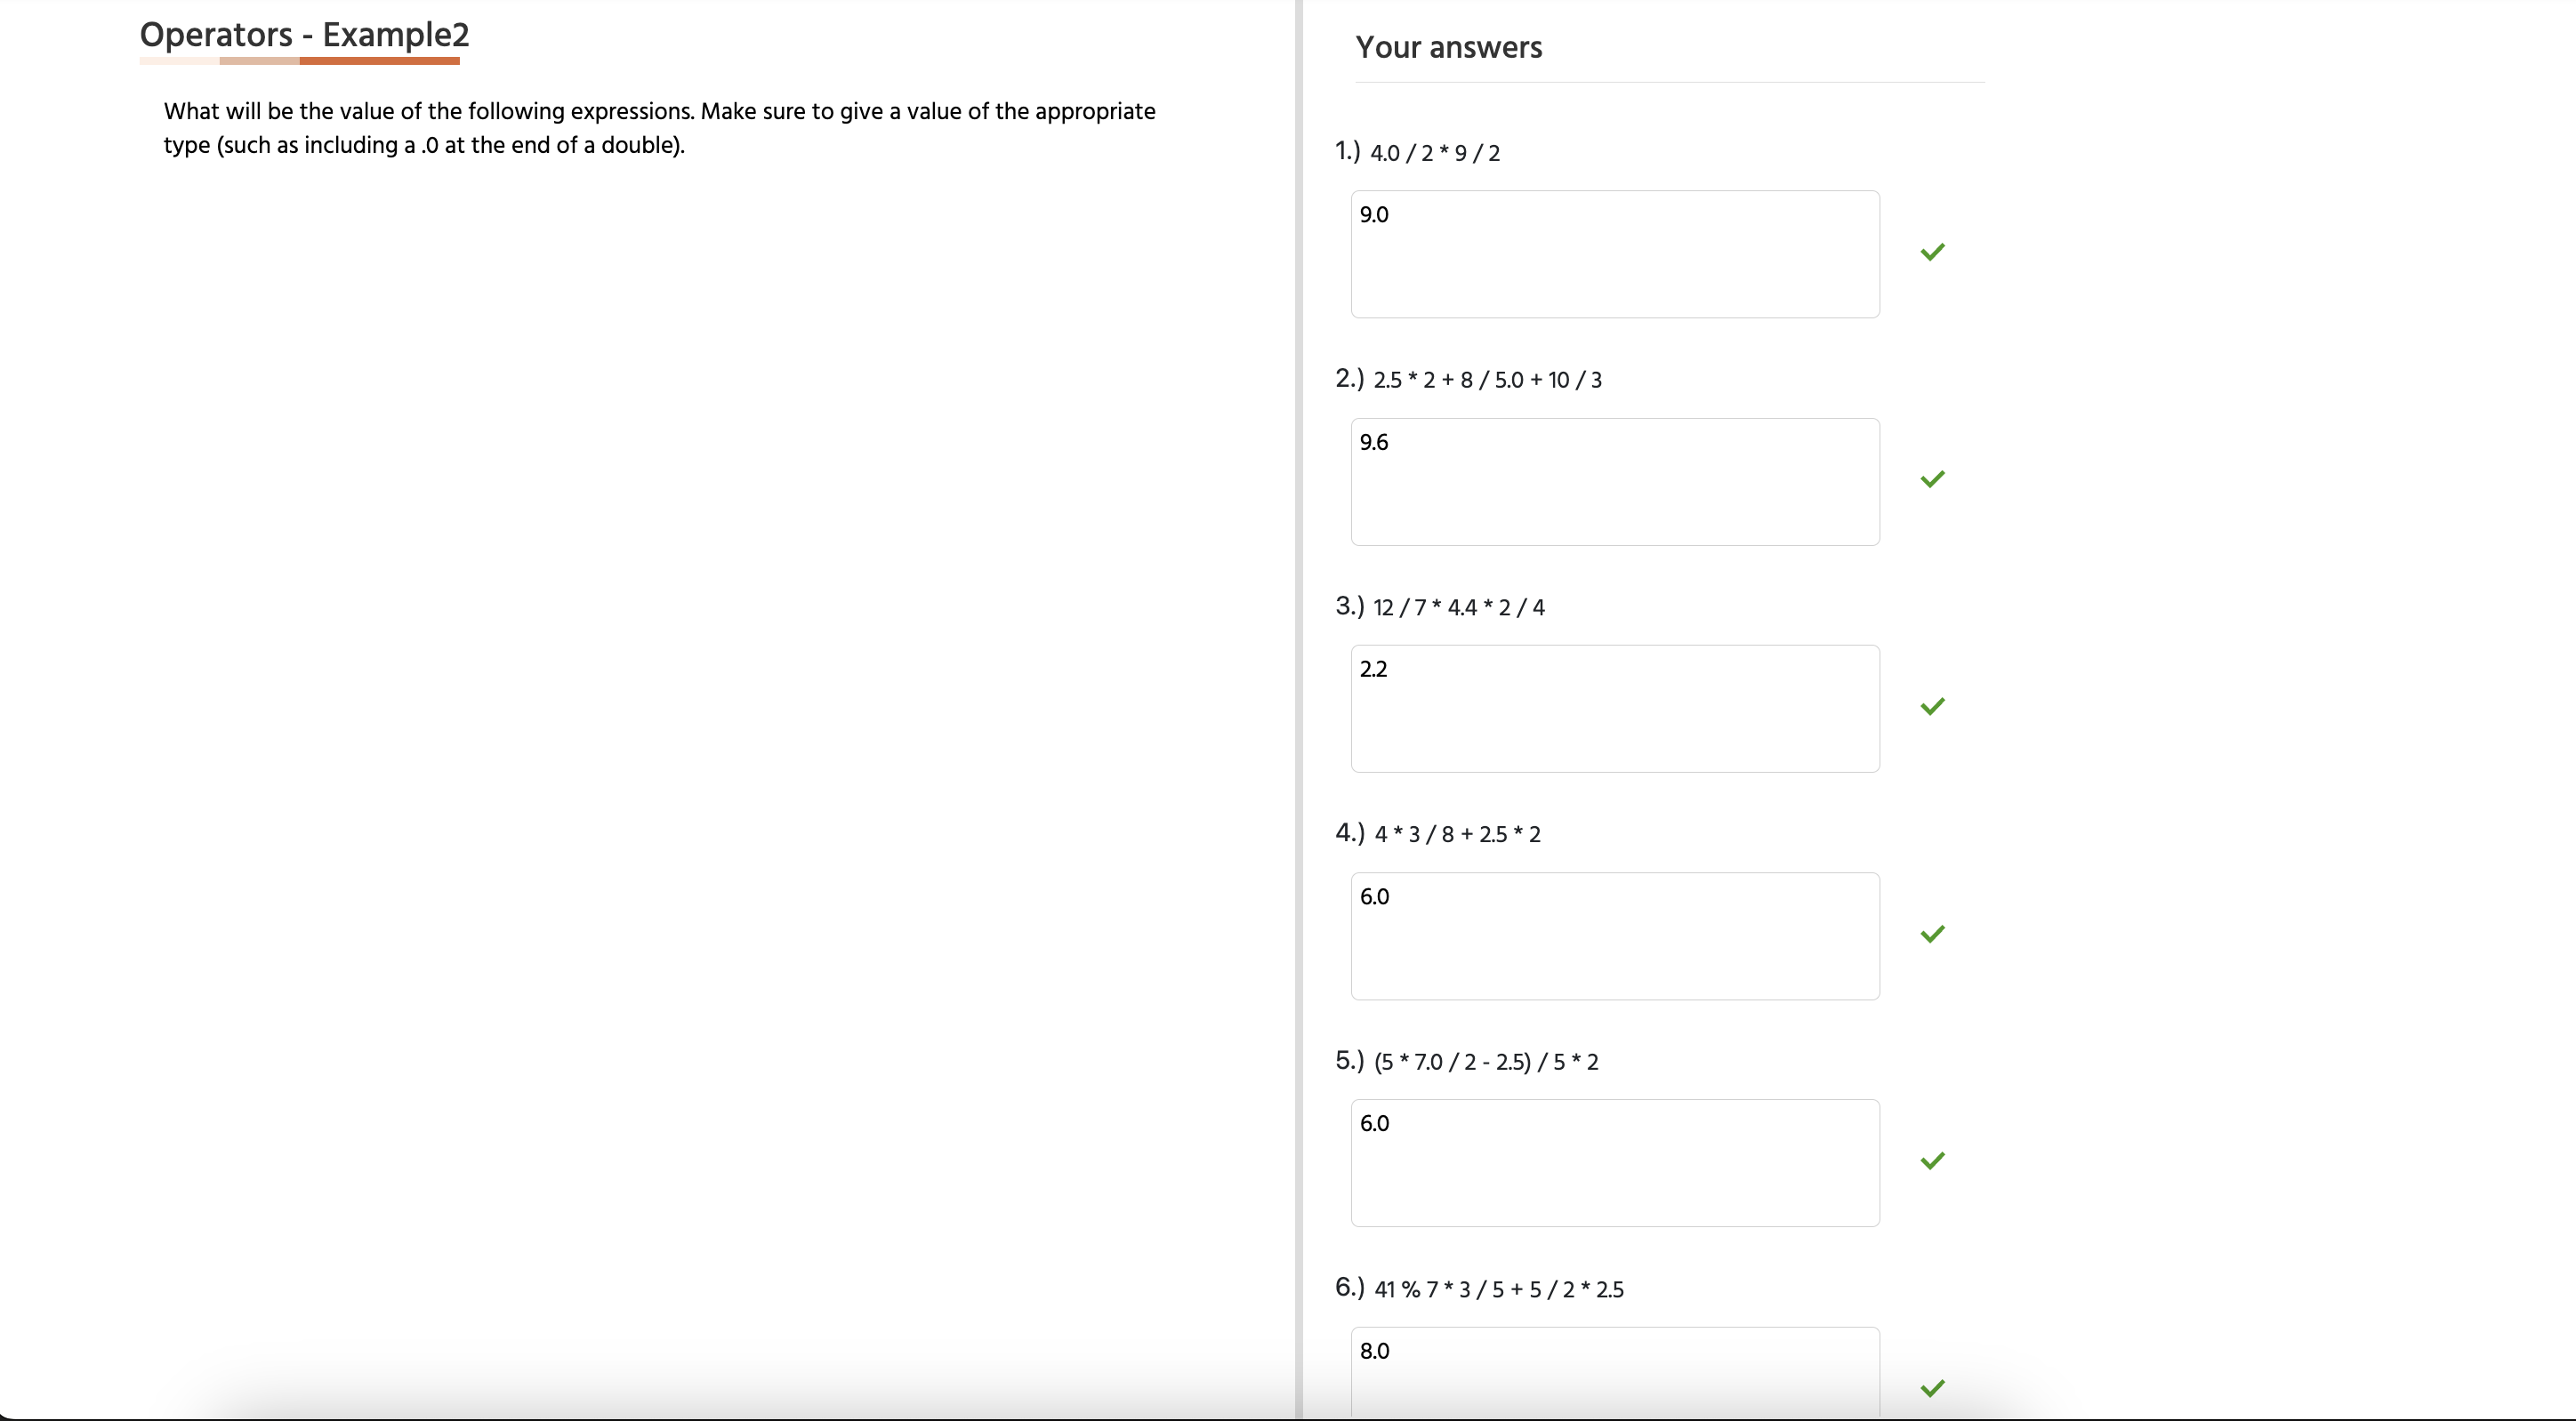 Operators - Example2
What will be the value of the following expressions. Make sure to give a value of the appropriate
type (such as including a .0 at the end of a double).
Your answers
1.) 4.0 / 2 * 9 / 2
9.0
2.) 2.5 * 2 + 8 / 5.0 + 10 / 3
9.6
3.) 12 / 7 * 4.4 * 2 / 4
2.2
4.) 4 * 3 / 8 + 2.5 * 2
6.0
5.) (5 * 7.0 / 2 - 2.5) / 5 * 2
6.0
6.) 41 % 7 * 3 / 5 + 5 / 2 * 2.5
8.0